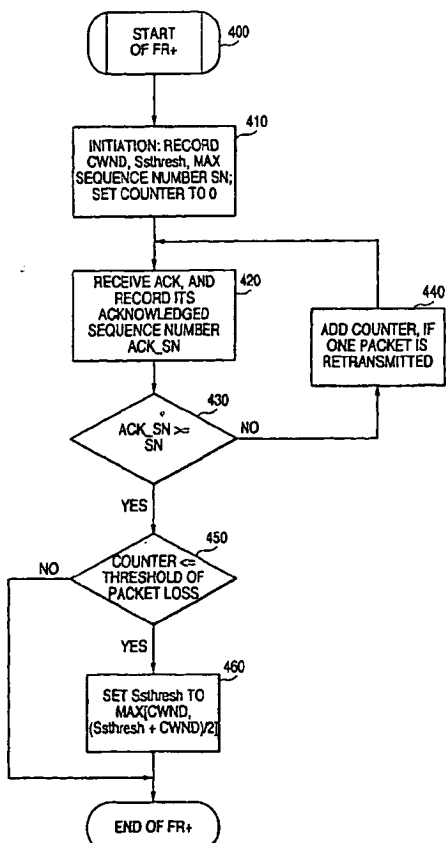 START
OF FR+
400
410
INITIATION: RECORD
CWND, Ssthresh, MAX
SEQUENCE NUMBER SN;
SET COUNTER TO 0
420
RECEIVE ACK, AND
RECORD ITS
ACKNOWLEDGED
SEQUENCE NUMBER
ACK_SN
440
ADD COUNTER, IF
ONE PACKET IS
RETRANSMITTED
430
ACK_SN >=
SN
NO
YES
450
COUNTER <=
THRESHOLD OF
PACKET LOSS
NO
YES
460
SET Ssthresh TO
MAX[CWND,
(Ssthresh + CWND)/2]
END OF FR+